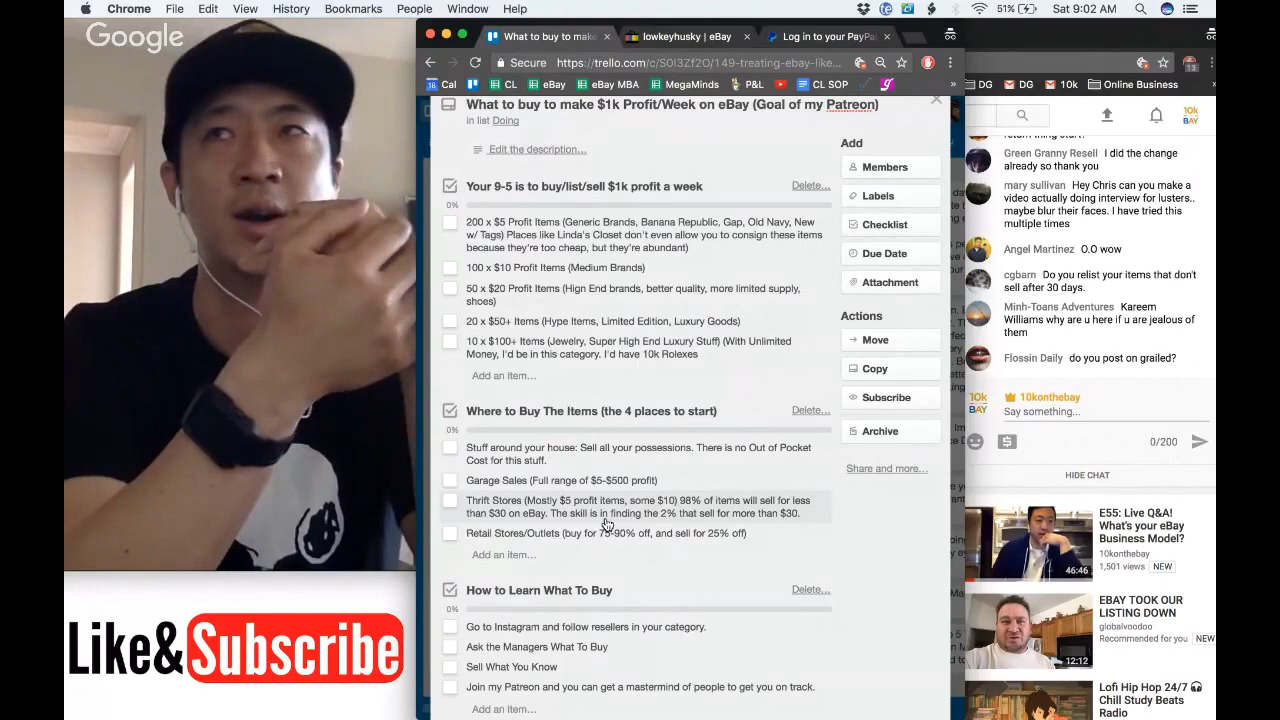 Chrome File Edit View History Bookmarks People Window Help
51% Sat 9:02 AM
Google
What to buy to make
lowkeyhusky | eBay
Log in to your PayPa
Secure https://trello.com/c/S0I3Zf2O/149-treating-ebay-like...
Cal CL eBay eBay MBA MegaMinds P&L CL SOP
DG DG 10k Online Business
13
What to buy to make $1k Profit/Week on eBay (Goal of my Patreon)
in list Doing
Edit the description...
Your 9-5 is to buy/list/sell $1k profit a week
Delete...
0%
200 x $5 Profit Items (Generic Brands, Banana Republic, Gap, Old Navy, New
w/ Tags) Places like Linda's Closet don't even allow you to consign these items
because they're too cheap, but they're abundant)
100 x $10 Profit Items (Medium Brands)
50 x $20 Profit Items (Hign End brands, better quality, more limited supply,
shoes)
20 x $50+ Items (Hype Items, Limited Edition, Luxury Goods)
10 x $100+ Items (Jewelry, Super High End Luxury Stuff) (With Unlimited
Money, I'd be in this category. I'd have 10k Rolexes
Add an item...
Where to Buy The Items (the 4 places to start)
Delete...
0%
Stuff around your house: Sell all your possessions. There is no Out of Pocket
Cost for this stuff.
Garage Sales (Full range of $5-$500 profit)
Thrift Stores (Mostly $5 profit items, some $10) 98% of items will sell for less
than $30 on eBay. The skill is in finding the 2% that sell for more than $30.
Retail Stores/Outlets (buy for 75-90% off, and sell for 25% off)
Add an item...
How to Learn What To Buy
Delete...
0%
Go to Instagram and follow resellers in your category.
Ask the Managers What To Buy
Sell What You Know
Join my Patreon and you can get a mastermind of people to get you on track.
Add an item...
Add
Members
Labels
Checklist
Due Date
Attachment
Actions
Move
Copy
Subscribe
Archive
Share and more...
10k
BAY
return thing start?
Green Granny Resell I did the change
already so thank you
mary sullivan Hey Chris can you make a
video actually doing interview for lusters..
maybe blur their faces. I have tried this
multiple times
Angel Martinez O.O wow
cgbarn Do you relist your items that don't
sell after 30 days.
Minh-Toans Adventures Kareem
Williams why are u here if u are jealous of
them
Flossin Daily do you post on grailed?
10k
BAY
10konthebay
Say something...
0/200
HIDE CHAT
E55: Live Q&A!
What's your eBay
Business Model?
10konthebay
1,501 views NEW
46:46
EBAY TOOK OUR
LISTING DOWN
globalvoodoo
Recommended for you NEW
12:12
Lofi Hip Hop 24/7
Chill Study Beats
Radio
Like& Subscribe